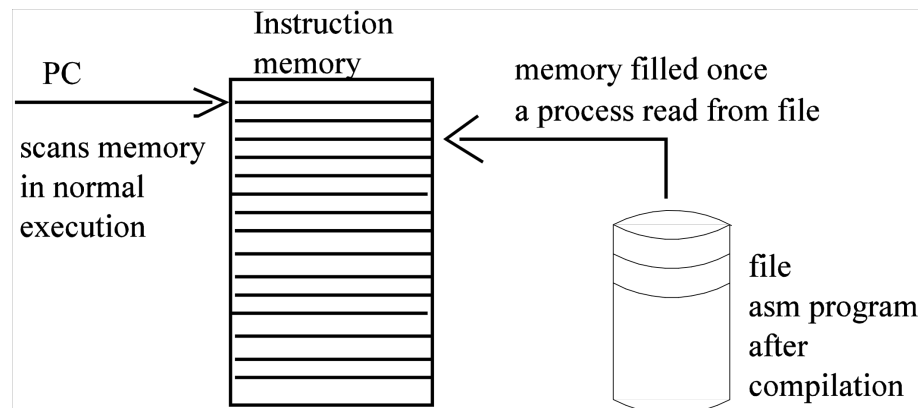 Instruction
memory
PC
scans memory
in normal
execution
memory filled once
a process read from file
file
asm program
after
compilation